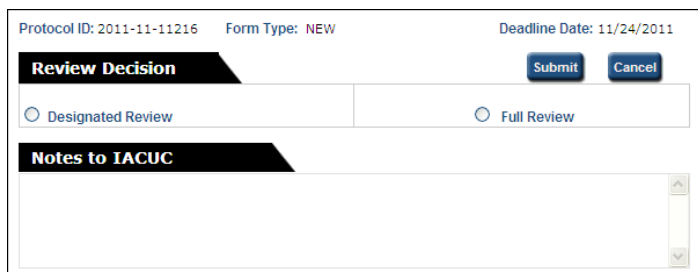 Protocol ID: 2011-11-11216 Form Type: NEW Deadline Date: 11/24/2011
Review Decision Submit Cancel
Designated Review Full Review
Notes to IACUC